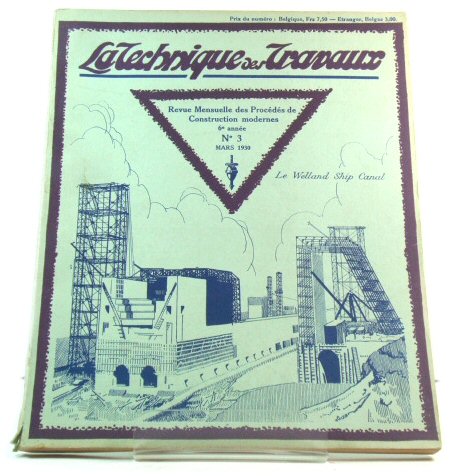 Prix du numéro : Belgique, Frs 7,50 — Etranger, Belgas 3,00.
La Technique des Travaux
Revue Mensuelle des Procédés de
Construction modernes
6e année
N° 3
MARS 1930
Le Welland Ship Canal